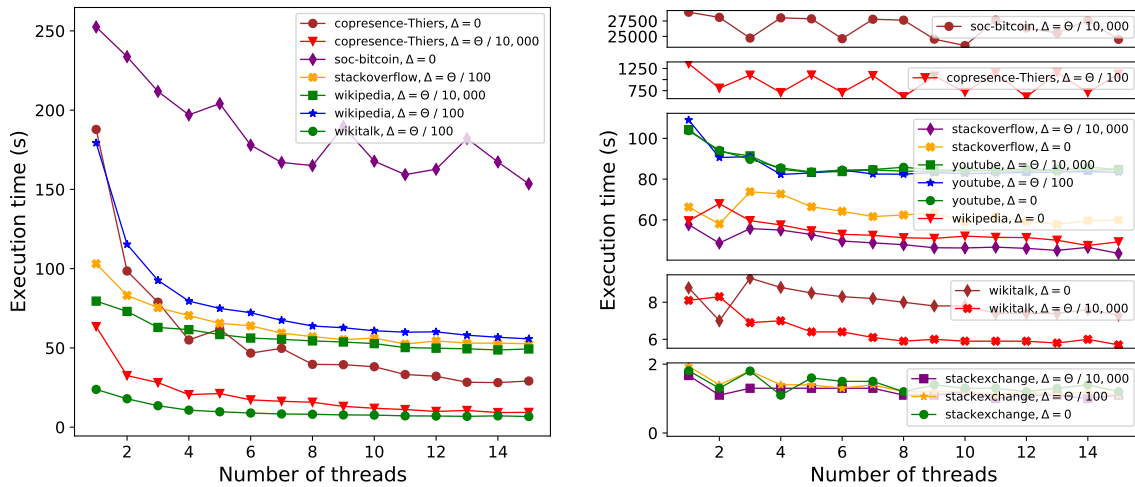 Execution time (s)
250
200
150
100
50
0
copresence-Thiers, Δ = 0
copresence-Thiers, Δ = Θ / 10, 000
soc-bitcoin, Δ = 0
stackoverflow, Δ = Θ / 100
wikipedia, Δ = Θ / 10, 000
wikipedia, Δ = Θ / 100
wikitalk, Δ = Θ / 100
2 4 6 8 10 12 14
Number of threads
Execution time (s)
27500
25000
soc-bitcoin, Δ = Θ / 10,000
1250
750
copresence-Thiers, Δ = Θ / 100
100
80
60
stackoverflow, Δ = Θ / 10,000
stackoverflow, Δ = 0
youtube, Δ = Θ / 10,000
youtube, Δ = Θ / 100
youtube, Δ = 0
wikipedia, Δ = 0
8
6
wikitalk, Δ = 0
wikitalk, Δ = Θ / 10,000
2
0
stackexchange, Δ = Θ / 10,000
stackexchange, Δ = Θ / 100
stackexchange, Δ = 0
2 4 6 8 10 12 14
Number of threads